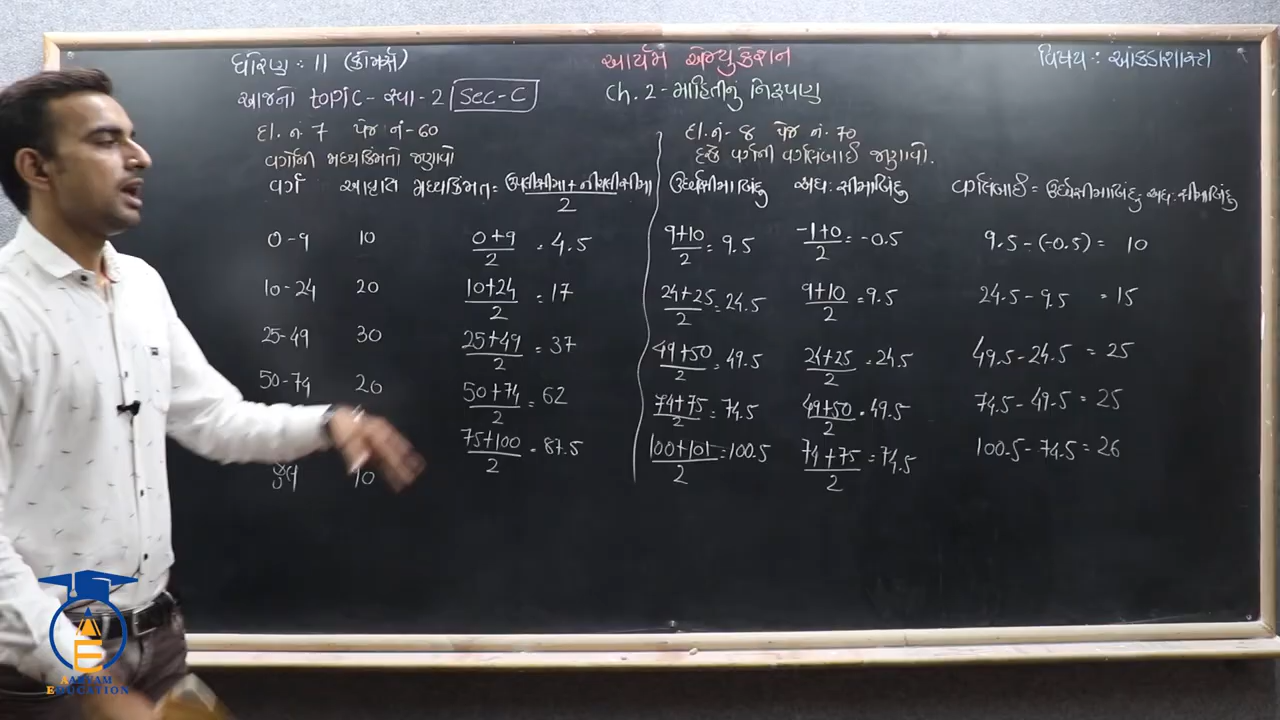 ધોરણ : 11 (કોમર્સ)
આર્યમ એજ્યુકેશન
વિષય : આંકડાશાસ્ત્ર
આજનો topic - સ્વા - 2 Sec-C
Ch. 2 - માહિતીનું નિરૂપણ
દા. નં 7 પેજ નં - 60
વર્ગોની મધ્યકિંમતો જણાવો
વર્ગ આવૃત્તિ મધ્યકિંમત = ઉપલીસીમા + નીચલીસીમા
2
0-9 10 0+9/2 = 4.5
10-24 20 10+24/2 = 17
25-49 30 25+49/2 = 37
50-74 20 50+74/2 = 62
75+100/2 = 87.5
કુલ 10
દા. નં - 8 પેજ નં. 70
દરેક વર્ગની વર્ગલંબાઈ જણાવો.
ઉર્ધ્વસીમાબિંદુ અધ: સીમાબિંદુ વર્ગલંબાઈ = ઉર્ધ્વસીમાબિંદુ - અધ: સીમાબિંદુ
9+10/2 = 9.5 -1+0/2 = -0.5 9.5-(-0.5) = 10
24+25/2 = 24.5 9+10/2 = 9.5 24.5 - 9.5 = 15
49+50/2 = 49.5 24+25/2 = 24.5 49.5-24.5 = 25
74+75/2 = 74.5 49+50/2 = 49.5 74.5-49.5 = 25
100+101/2 = 100.5 74+75/2 = 74.5 100.5-74.5 = 26
AARYAM
EDUCATION